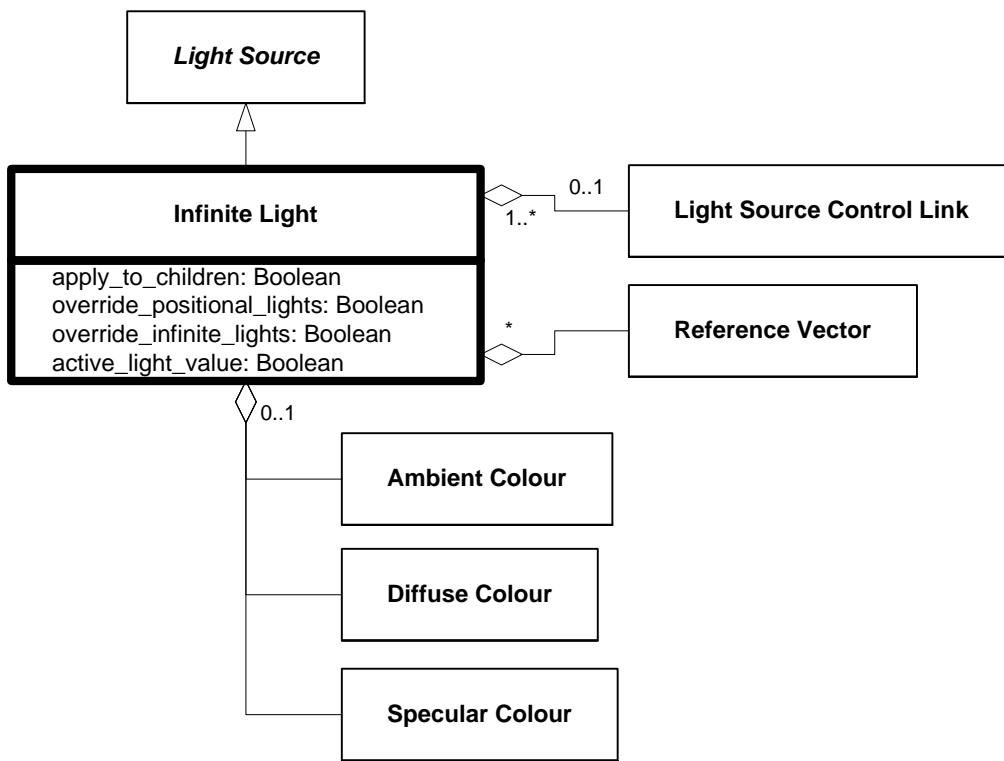 Light Source
Infinite Light
apply_to_children: Boolean
override_positional_lights: Boolean
override_infinite_lights: Boolean
active_light_value: Boolean
0..1
1..*
Light Source Control Link
*
Reference Vector
0..1
Ambient Colour
Diffuse Colour
Specular Colour